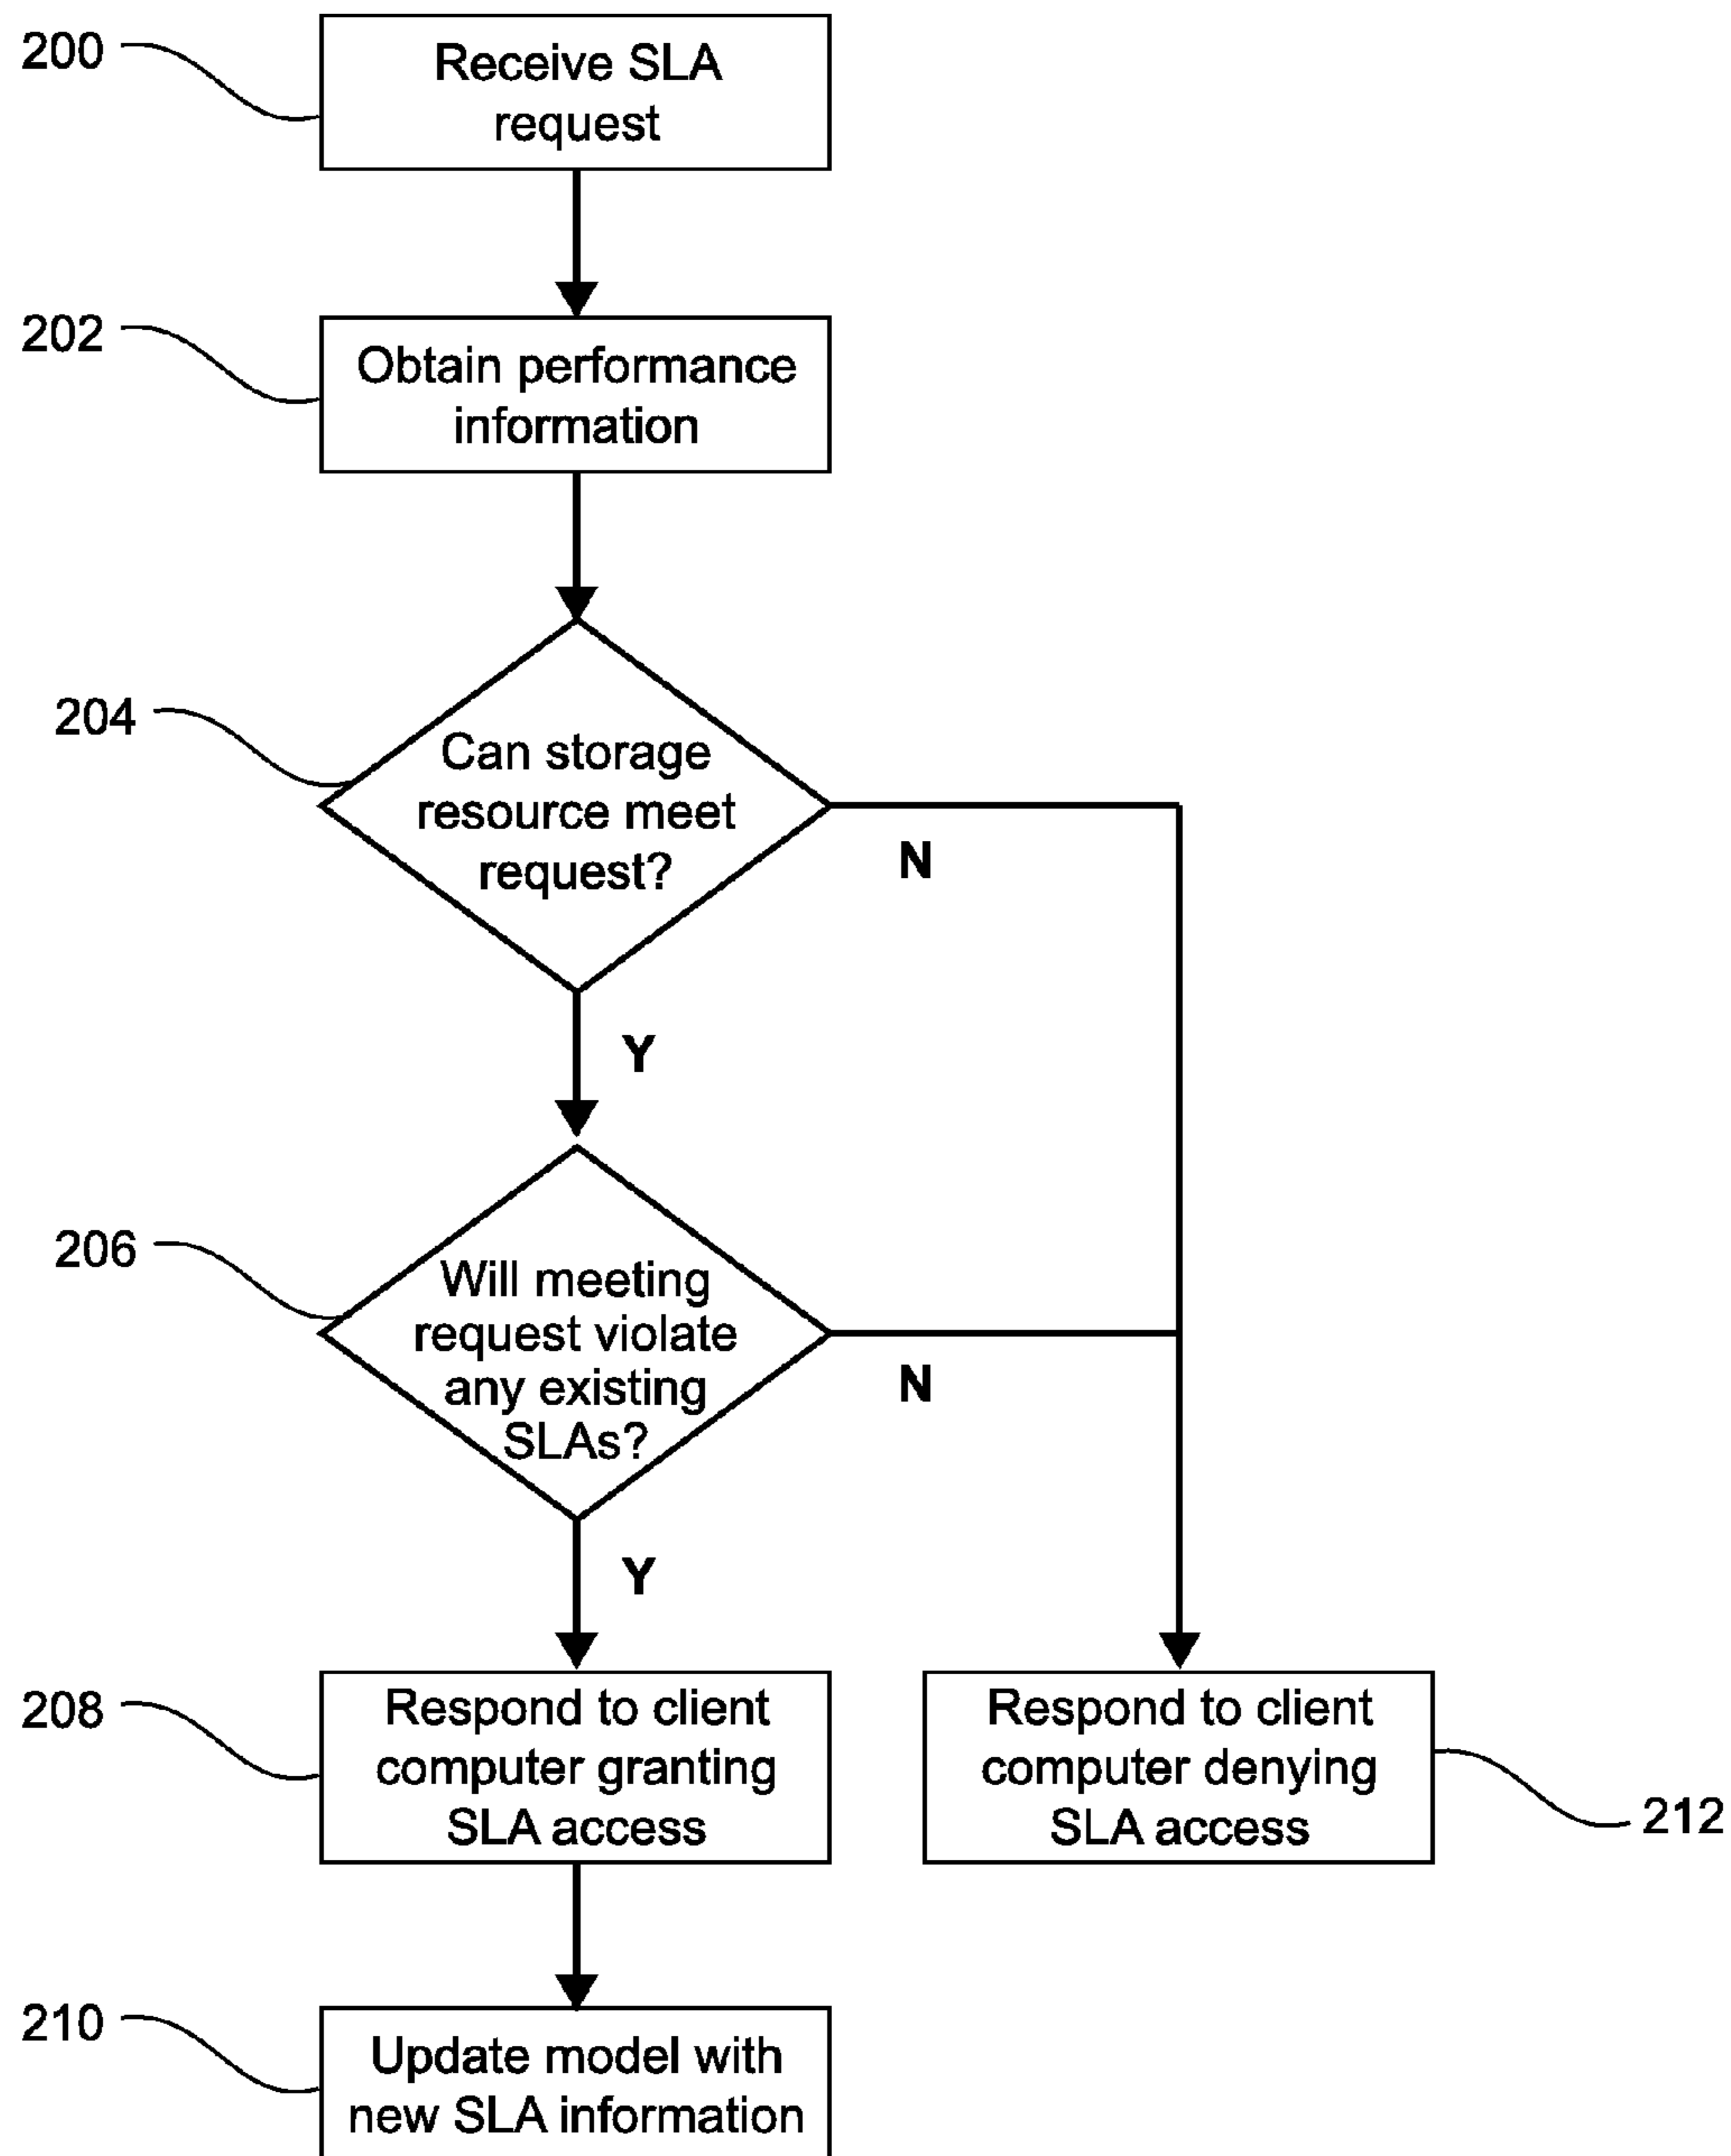 200
Receive SLA
request
202
Obtain performance
information
204
Can storage
resource meet
request?
N
Y
206
Will meeting
request violate
any existing
SLAs?
N
Y
208
Respond to client
computer granting
SLA access
Respond to client
computer denying
SLA access
212
210
Update model with
new SLA information